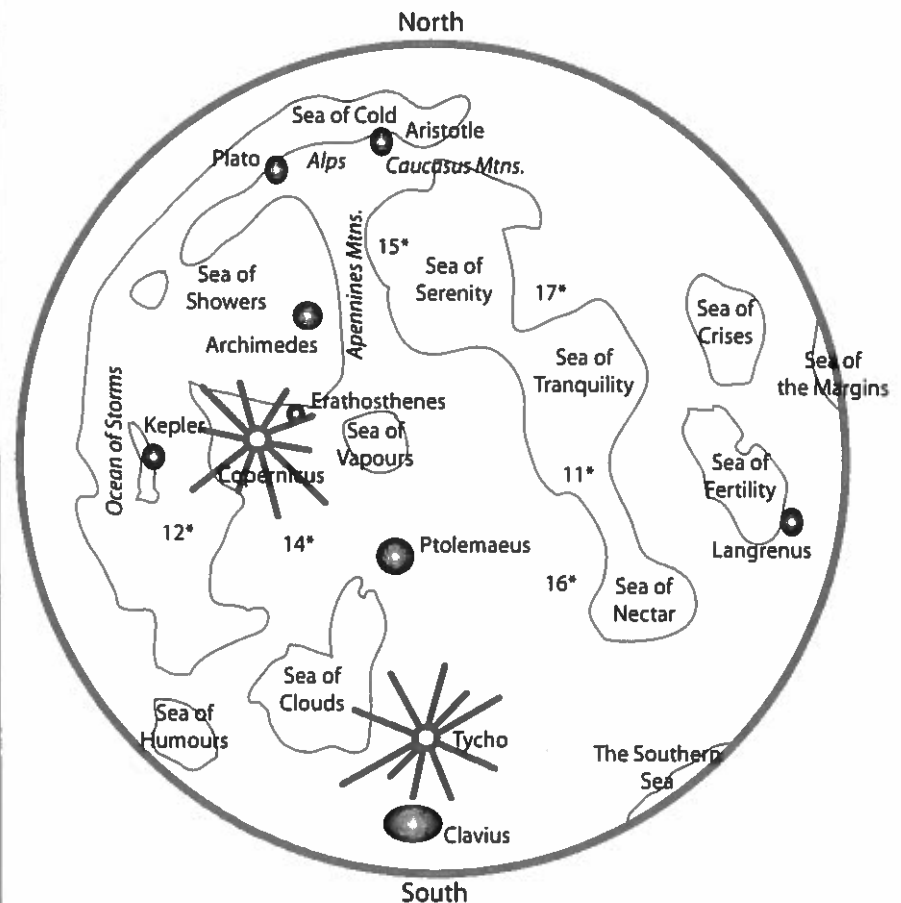 North
Sea of Cold
Aristotle
Plato
Alps
Caucasus Mtns.
Apennines Mtns.
15*
Sea of
Serenity
Sea of
Showers
17*
Archimedes
Sea of
Crises
Sea of
Tranquility
Sea of
the Margins
Ocean of Storms
Kepler
Erathosthenes
Sea of
Vapours
Copernicus
11*
Sea of
Fertility
12*
14*
Ptolemaeus
Langrenus
16*
Sea of
Nectar
Sea of
Clouds
Sea of
Humours
Tycho
The Southern
Sea
Clavius
South